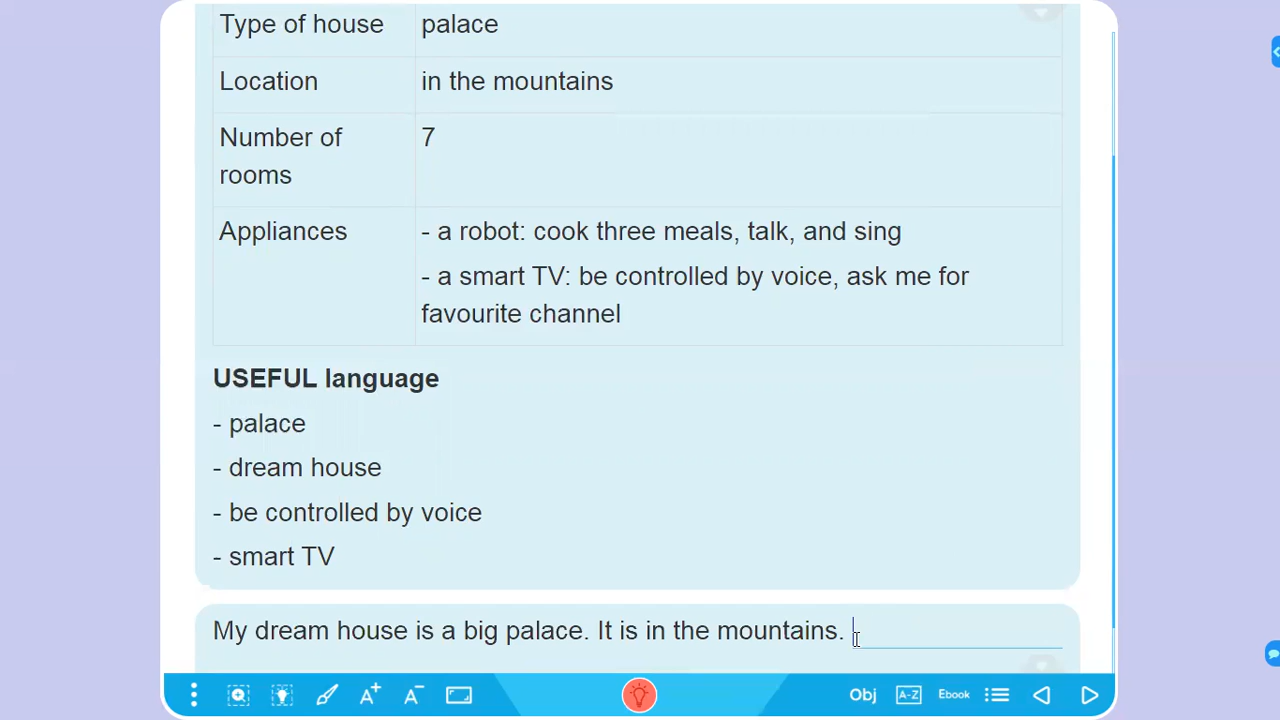 Type of house palace
Location in the mountains
Number of 7
rooms
Appliances - a robot: cook three meals, talk, and sing
- a smart TV: be controlled by voice, ask me for
favourite channel
USEFUL language
- palace
- dream house
- be controlled by voice
- smart TV
My dream house is a big palace. It is in the mountains.
A+ A- Obj A-Z Ebook